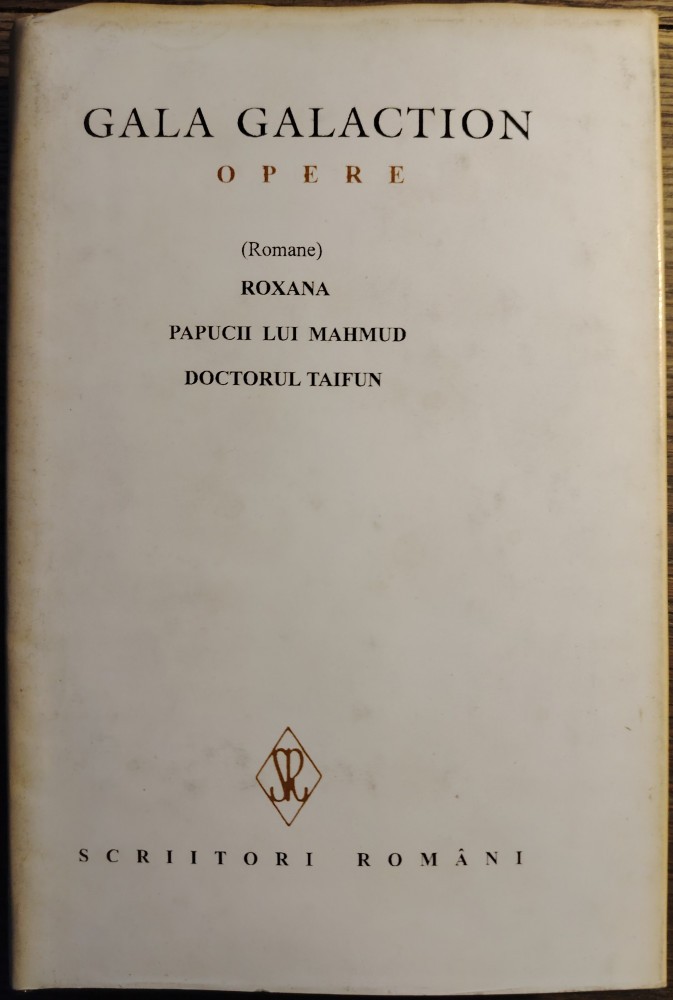 GALA GALACTION
OPERE
(Romane)
ROXANA
PAPUCII LUI MAHMUD
DOCTORUL TAIFUN
SR
SCRIITORI ROMÂNI